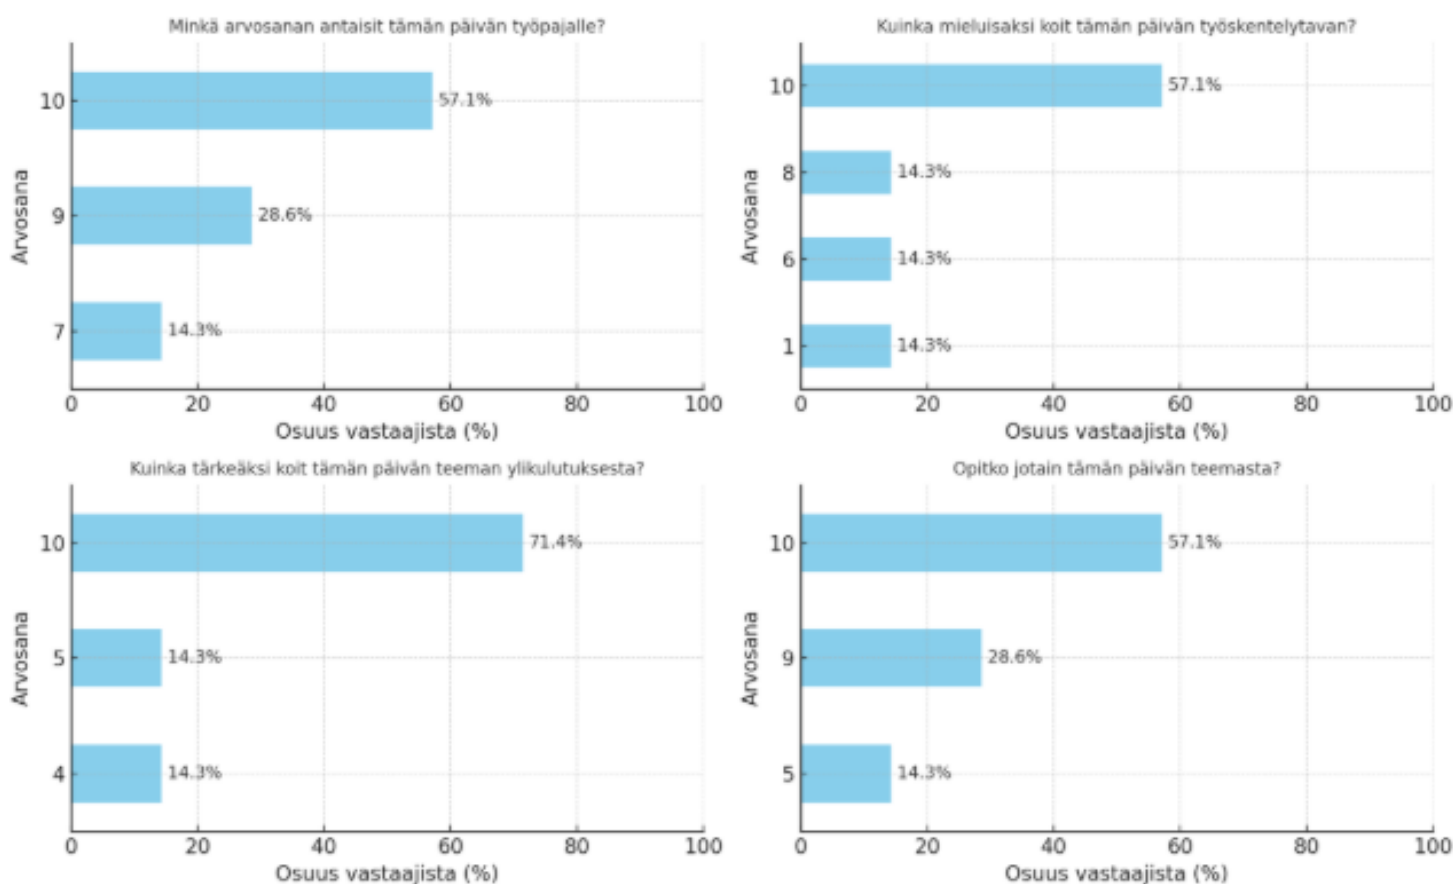 Minkä arvosanan antaisit tämän päivän työpajalle?
Arvosana
10
57.1%
9
28.6%
7
14.3%
0 20 40 60 80 100
Osuus vastaajista (%)
Kuinka mieluisaksi koit tämän päivän työskentelytavan?
Arvosana
10
57.1%
8
14.3%
6
14.3%
1
14.3%
0 20 40 60 80 100
Osuus vastaajista (%)
Kuinka tärkeäksi koit tämän päivän teeman ylikulutuksesta?
Arvosana
10
71.4%
5
14.3%
4
14.3%
0 20 40 60 80 100
Osuus vastaajista (%)
Opitko jotain tämän päivän teemasta?
Arvosana
10
57.1%
9
28.6%
5
14.3%
0 20 40 60 80 100
Osuus vastaajista (%)